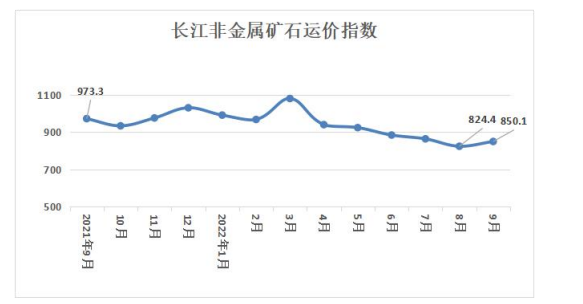 长江非金属矿石运价指数
973.3
824.4
850.1
1100
900
700
500
2021年9月
10月
11月
12月
2022年1月
2月
3月
4月
5月
6月
7月
8月
9月